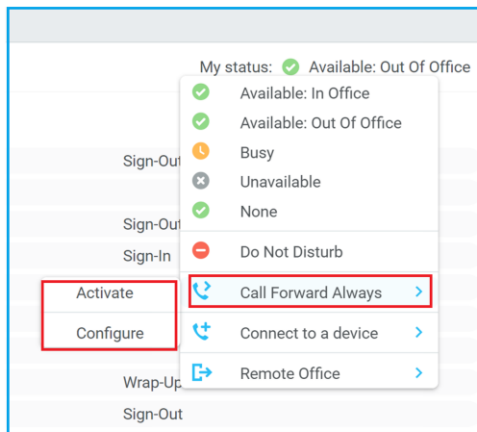 My status: Available: Out Of Office
Available: In Office
Available: Out Of Office
Busy
Sign-Out
Unavailable
None
Sign-Out
Do Not Disturb
Sign-In
Activate
Call Forward Always
Configure
Connect to a device
Remote Office
Wrap-Up
Sign-Out